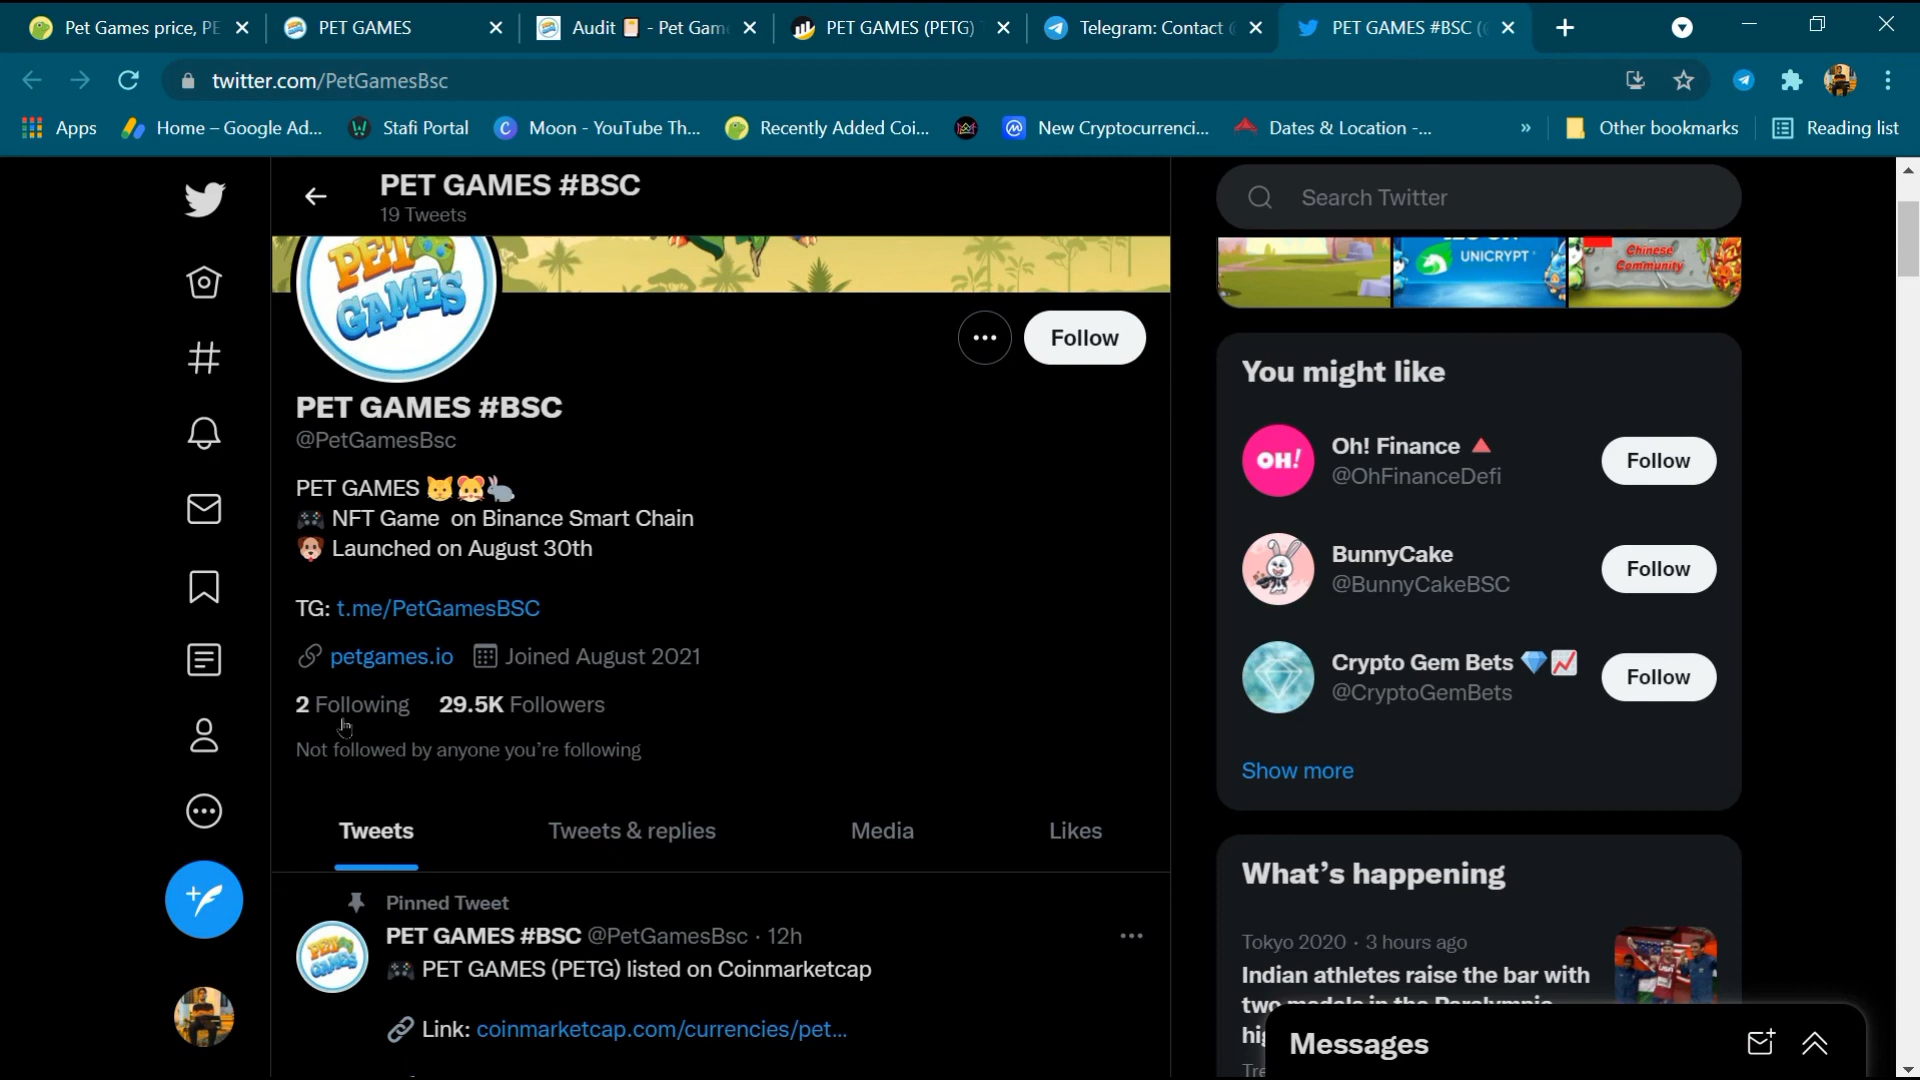 Pet Games price, PE
PET GAMES
Audit - Pet Gam
PET GAMES (PETG)
Telegram: Contact
PET GAMES #BSC (
twitter.com/PetGamesBsc
Apps
Home – Google Ad...
Stafi Portal
Moon - YouTube Th...
Recently Added Coi...
New Cryptocurrenci...
Dates & Location -...
»
Other bookmarks
Reading list
PET GAMES #BSC
19 Tweets
PET
GAMES
Follow
PET GAMES #BSC
@PetGamesBsc
PET GAMES 🐱🐹🐇
🎮 NFT Game on Binance Smart Chain
🐶 Launched on August 30th
TG: t.me/PetGamesBSC
petgames.io Joined August 2021
2 Following 29.5K Followers
Not followed by anyone you're following
Tweets Tweets & replies Media Likes
Pinned Tweet
PET GAMES #BSC @PetGamesBsc · 12h
🎮 PET GAMES (PETG) listed on Coinmarketcap
🔗 Link: coinmarketcap.com/currencies/pet...
Search Twitter
UNICRYPT
Chinese
Community
You might like
OH!
Oh! Finance 🔺
@OhFinanceDefi
Follow
BunnyCake
@BunnyCakeBSC
Follow
Crypto Gem Bets 💎📈
@CryptoGemBets
Follow
Show more
What's happening
Tokyo 2020 · 3 hours ago
Indian athletes raise the bar with
Messages